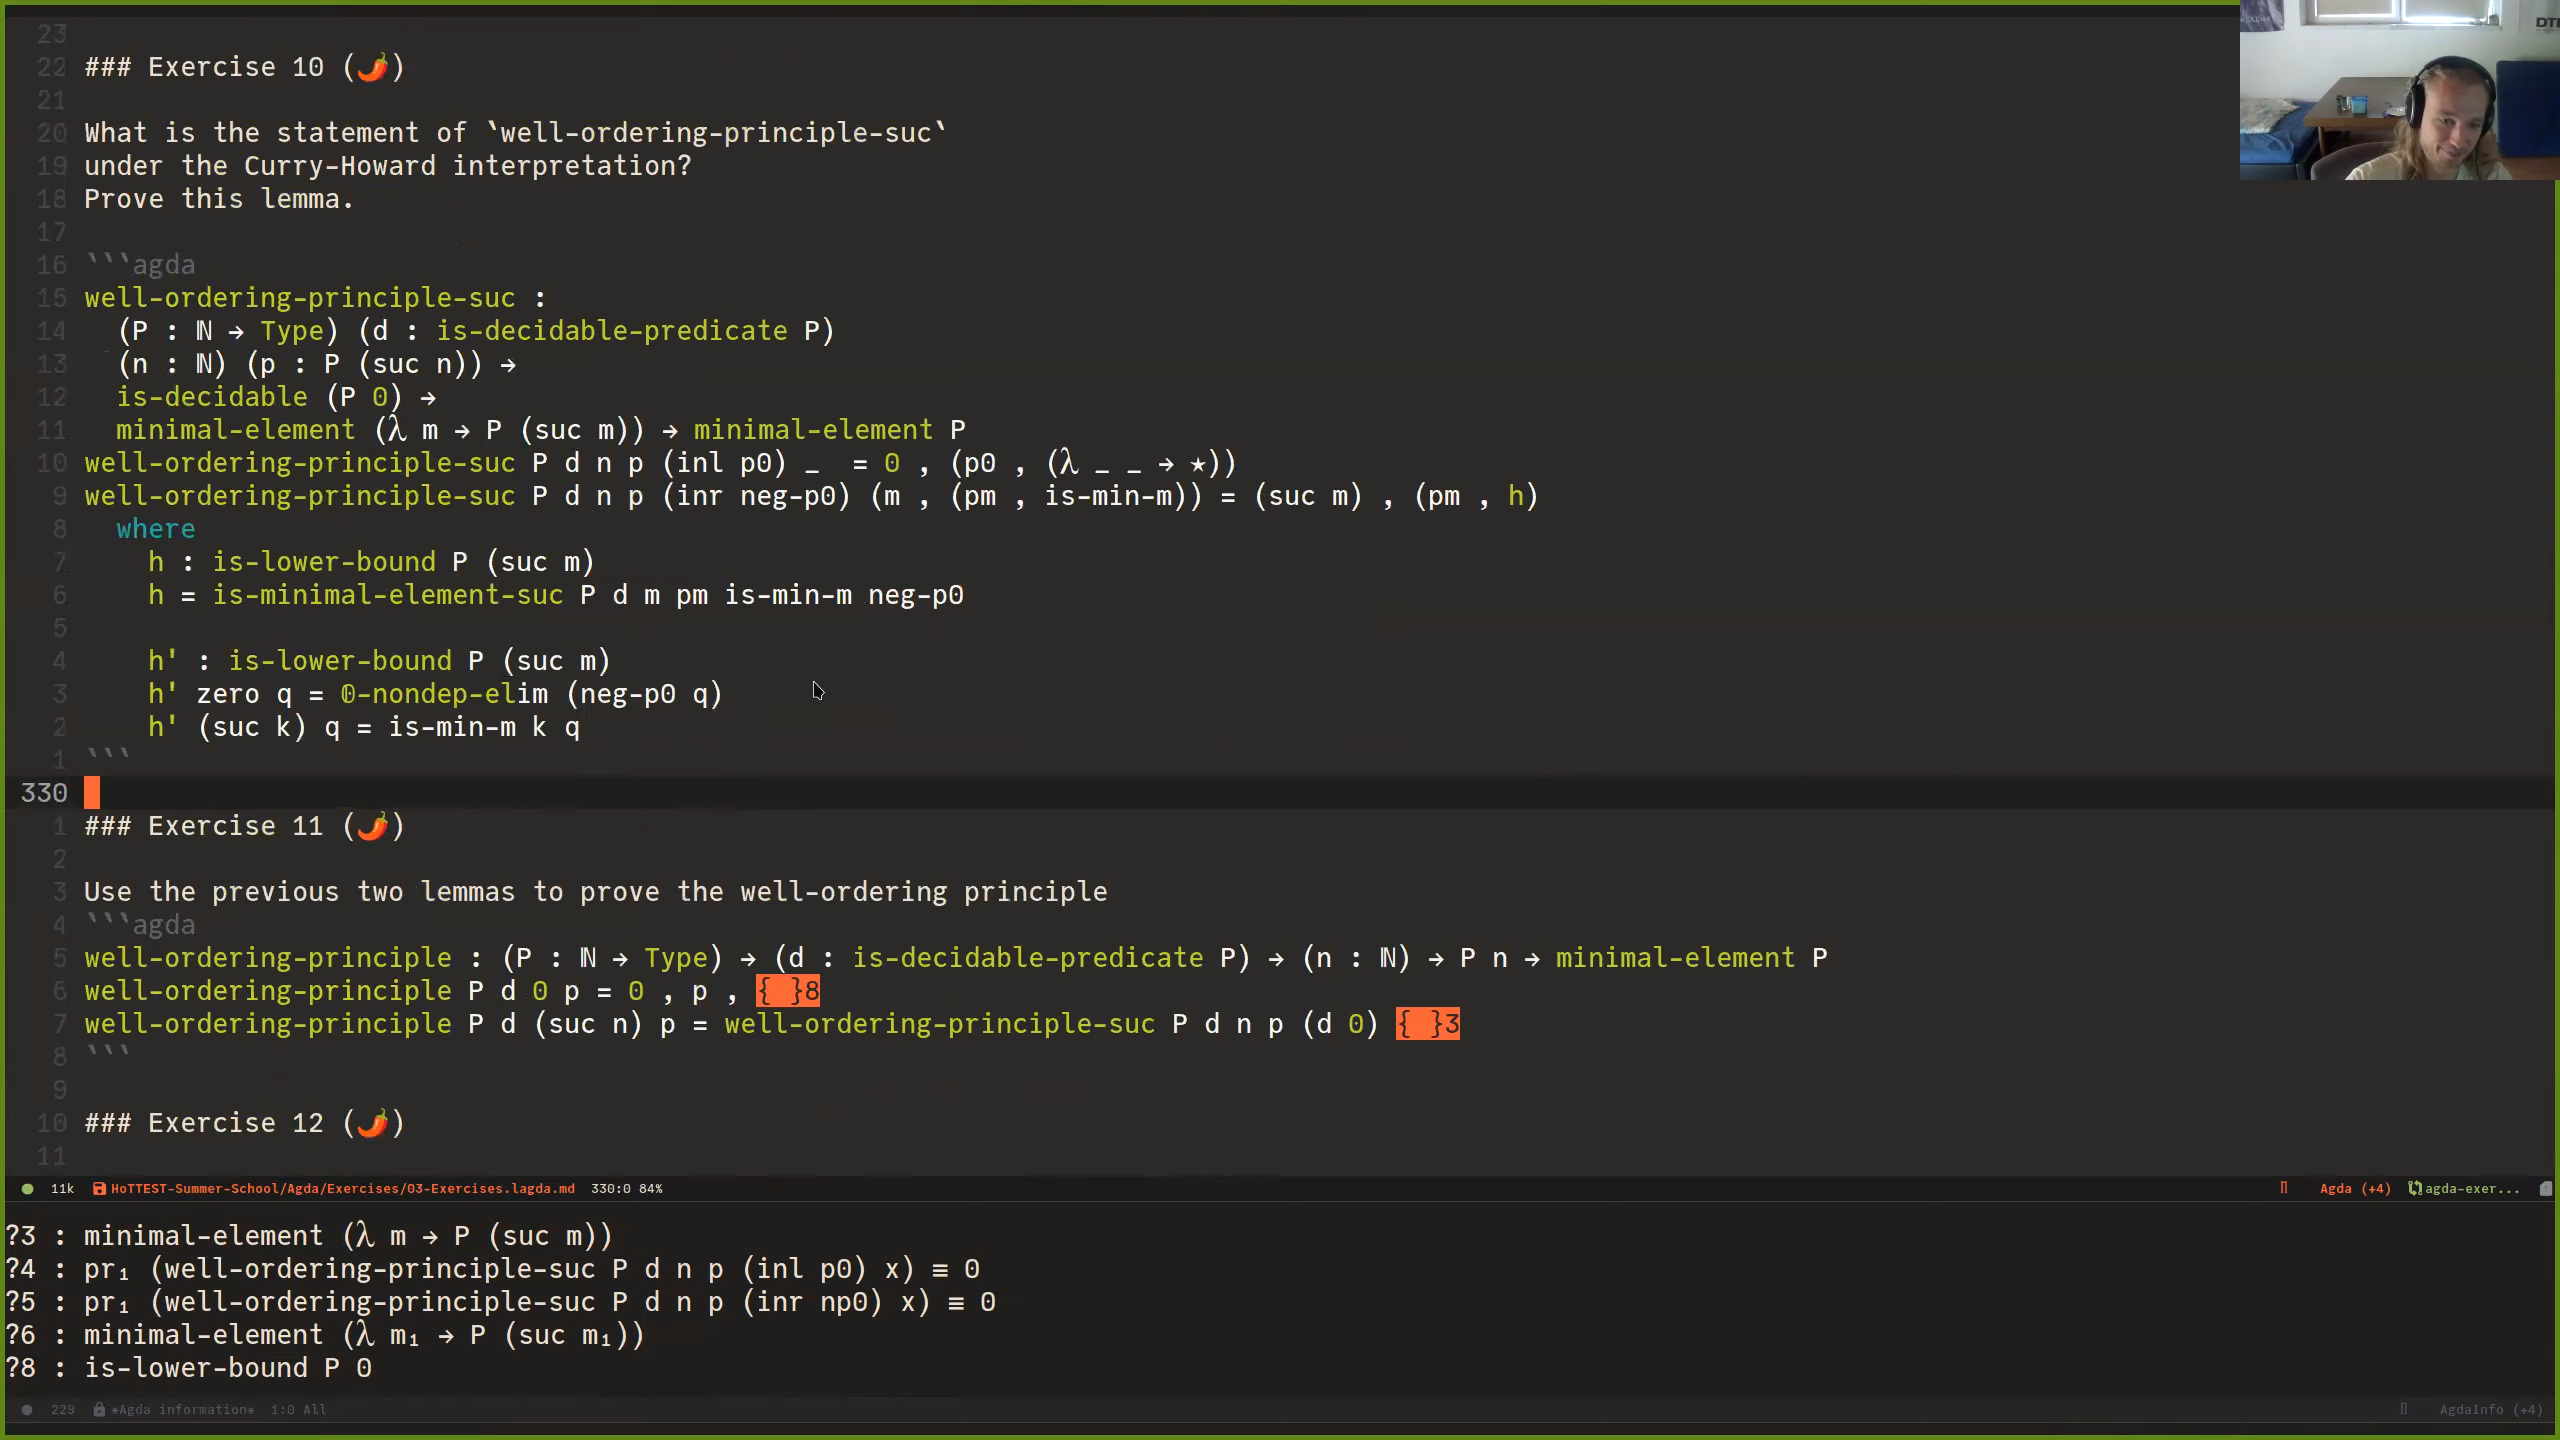 23
22 ### Exercise 10 (🌶)
21
20 What is the statement of `well-ordering-principle-suc`
19 under the Curry-Howard interpretation?
18 Prove this lemma.
17
16 ```agda
15 well-ordering-principle-suc :
14   (P : ℕ → Type) (d : is-decidable-predicate P)
13   (n : ℕ) (p : P (suc n)) →
12   is-decidable (P 0) →
11   minimal-element (λ m → P (suc m)) → minimal-element P
10 well-ordering-principle-suc P d n p (inl p0) _  = 0 , (p0 , (λ _ _ → ⋆))
9 well-ordering-principle-suc P d n p (inr neg-p0) (m , (pm , is-min-m)) = (suc m) , (pm , h)
8   where
7     h : is-lower-bound P (suc m)
6     h = is-minimal-element-suc P d m pm is-min-m neg-p0
5
4     h' : is-lower-bound P (suc m)
3     h' zero q = 𝟘-nondep-elim (neg-p0 q)
2     h' (suc k) q = is-min-m k q
1 ```
330
1 ### Exercise 11 (🌶)
2
3 Use the previous two lemmas to prove the well-ordering principle
4 ```agda
5 well-ordering-principle : (P : ℕ → Type) → (d : is-decidable-predicate P) → (n : ℕ) → P n → minimal-element P
6 well-ordering-principle P d 0 p = 0 , p , { }8
7 well-ordering-principle P d (suc n) p = well-ordering-principle-suc P d n p (d 0) { }3
8 ```
9
10 ### Exercise 12 (🌶)
11
11k HoTTEST-Summer-School/Agda/Exercises/03-Exercises.lagda.md 330:0 84% Agda (+4) agda-exer...
?3 : minimal-element (λ m → P (suc m))
?4 : pr₁ (well-ordering-principle-suc P d n p (inl p0) x) ≡ 0
?5 : pr₁ (well-ordering-principle-suc P d n p (inr np0) x) ≡ 0
?6 : minimal-element (λ m₁ → P (suc m₁))
?8 : is-lower-bound P 0
229 *Agda information* 1:0 All AgdaInfo (+4)